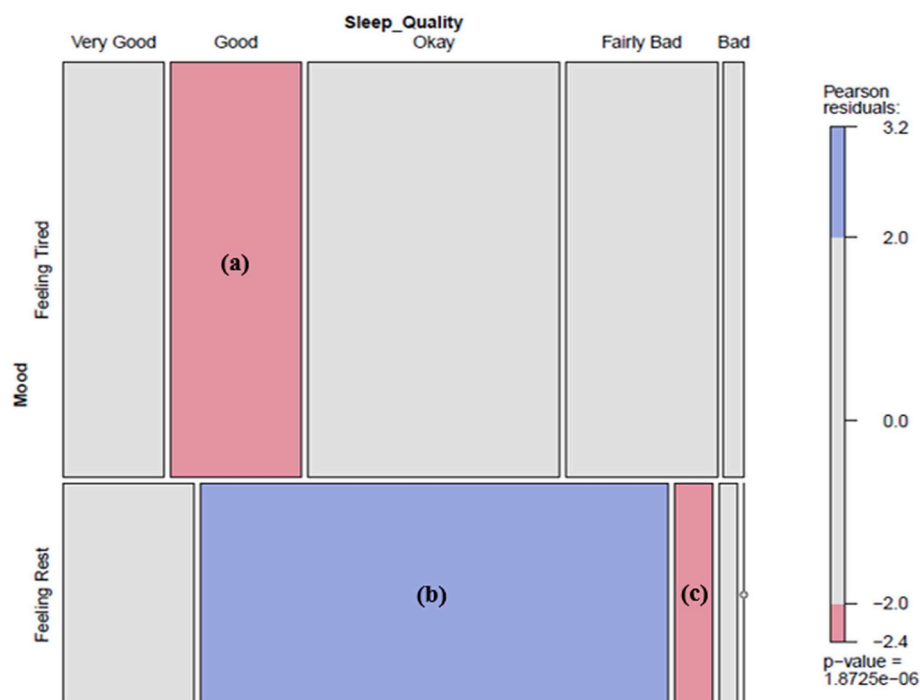 Sleep_Quality
Very Good Good Okay Fairly Bad Bad
Mood
Feeling Tired
Feeling Rest
(a)
(b)
(c)
Pearson
residuals:
3.2
2.0
0.0
−2.0
−2.4
p−value =
1.8725e−06